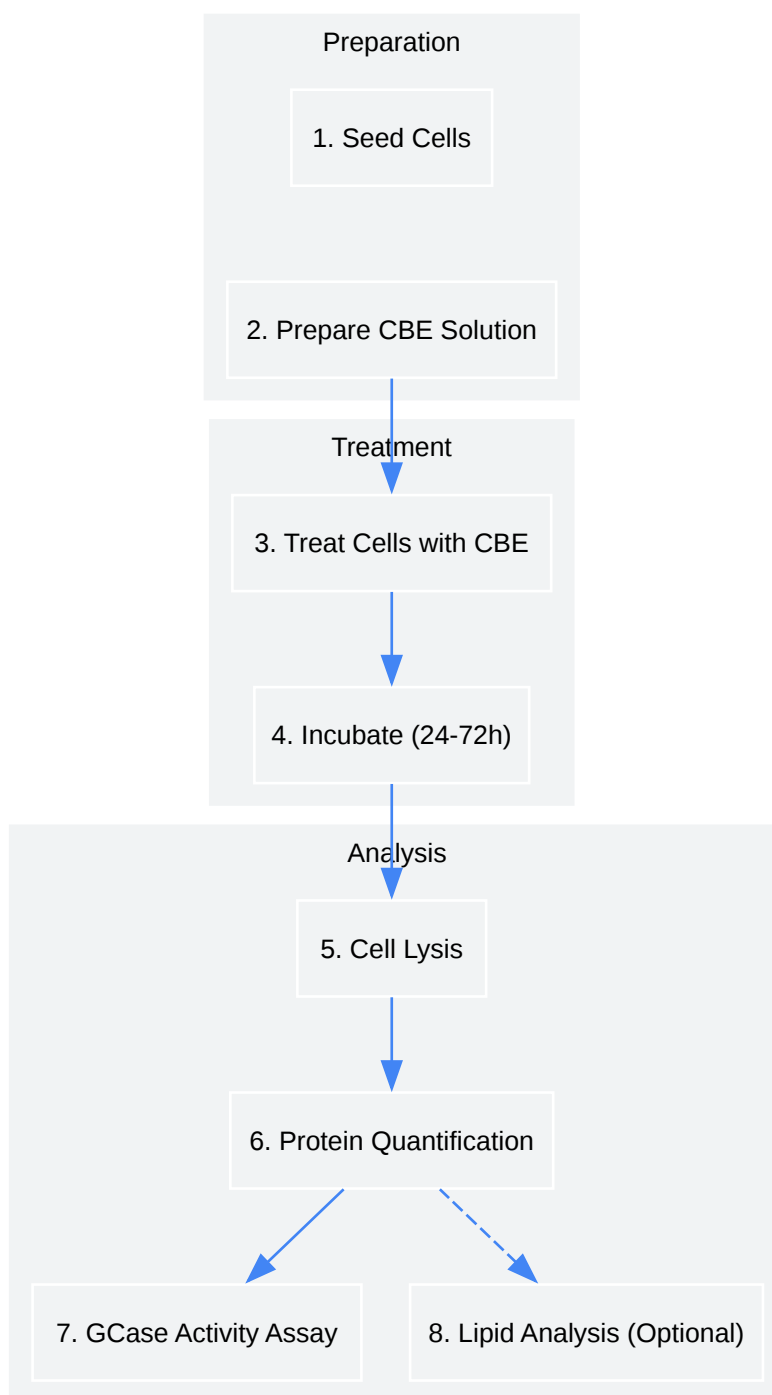 Preparation
1. Seed Cells
2. Prepare CBE Solution
Treatment
3. Treat Cells with CBE
4. Incubate (24-72h)
Analysis
5. Cell Lysis
6. Protein Quantification
7. GCase Activity Assay
8. Lipid Analysis (Optional)